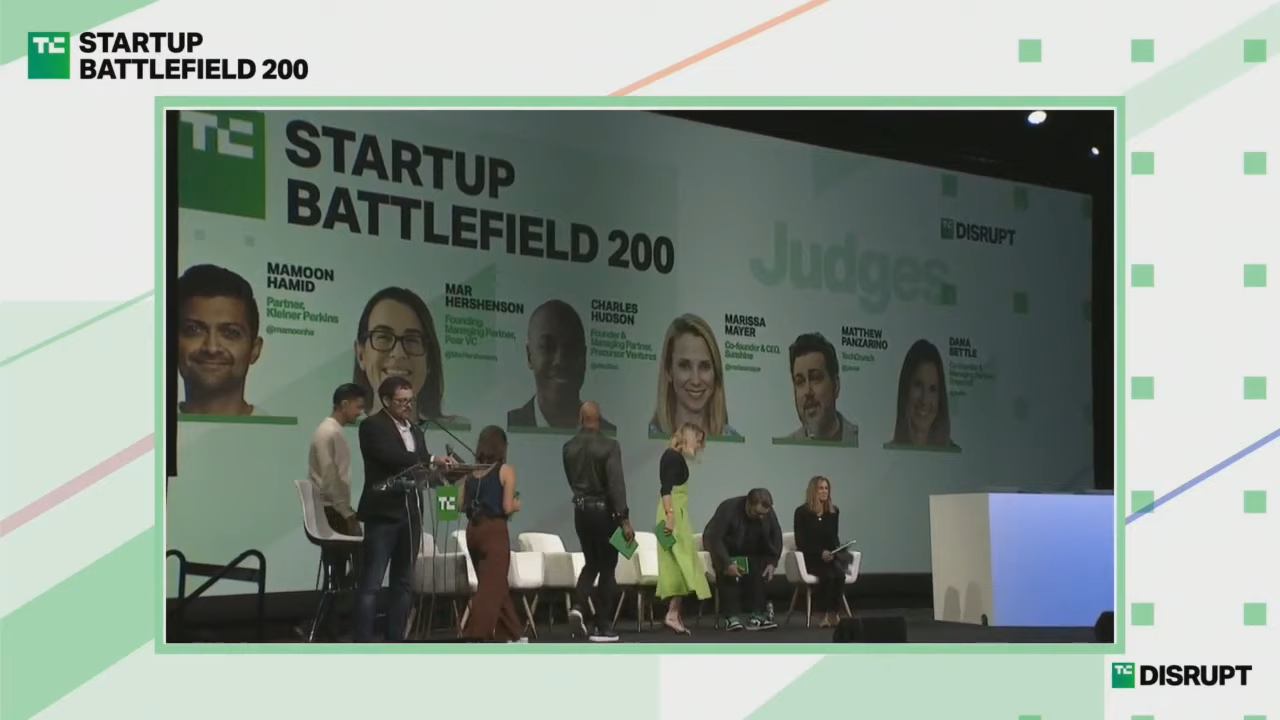 TC STARTUP
BATTLEFIELD 200
TC STARTUP
BATTLEFIELD 200
TC DISRUPT
Judges
MAMOON
HAMID
Partner,
Kleiner Perkins
@mamoonha
MAR
HERSHENSON
Founding
Managing Partner,
Pear VC
CHARLES
HUDSON
Founder &
Managing Partner,
Precursor Ventures
MARISSA
MAYER
Co-founder & CEO,
Sunshine
@marissamayer
MATTHEW
PANZARINO
TechCrunch
DANA
SETTLE
TC
TC DISRUPT